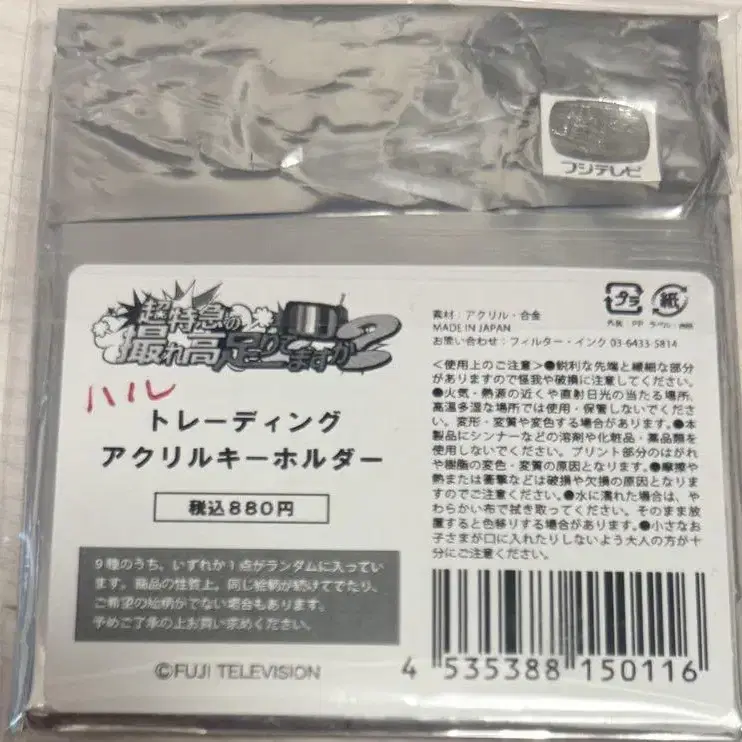 フジテレビ
超特急の
撮れ高足りてますか2
ハル
トレーディング
アクリルキーホルダー
税込880円
9種のうち、いずれか1点がランダムに入ってい
ます。商品の性質上、同じ絵柄が続けてでたり、
ご希望の絵柄がでない場合もあります。
予めご了承の上お買い求めください。
©FUJI TELEVISION
プラ
紙
外装:PP
素材:アクリル・合金
MADE IN JAPAN
お問い合わせ:フィルター・インク 03-6433-5814
<使用上のご注意>●鋭利な先端と繊細な部分
がありますので怪我や破損に注意してください。
●火気・熱源の近くや直射日光の当たる場所、
高温多湿な場所では使用・保管しないでくださ
い。変形・変質や変色する場合があります。●本
製品にシンナーなどの溶剤や化粧品・薬品類を
使用しないでください。プリント部分のはがれ
や樹脂の変色・変質の原因となります。●摩擦や
熱または衝撃などは破損や欠損の原因となりま
すのでご注意ください。●水に濡れた場合は、や
わらかい布で拭き取ってください。そのまま放
置すると色移りする場合があります。●小さなお
子さまが口に入れたりしないよう大人の方が十
分にご注意ください。
4 535388 150116